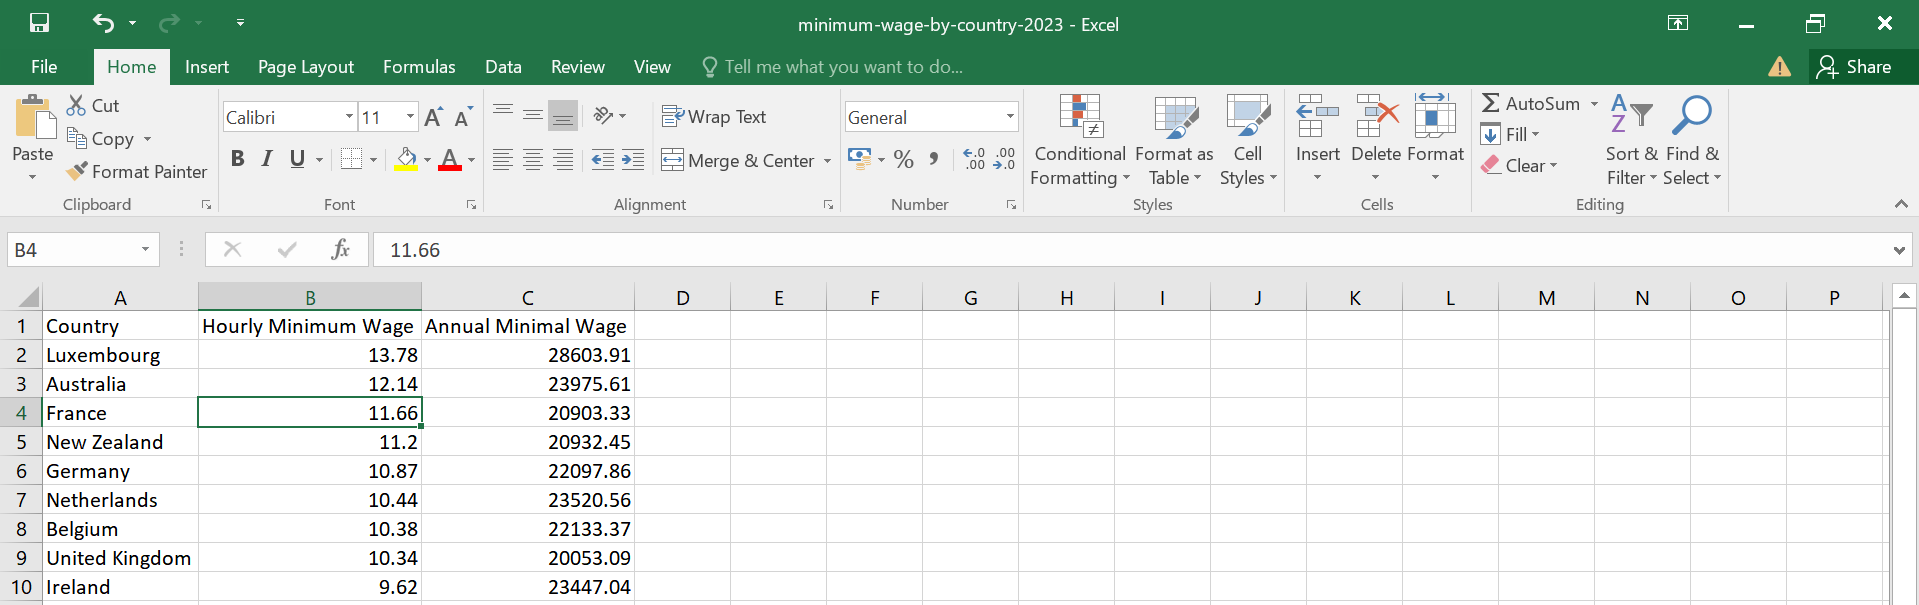 minimum-wage-by-country-2023 - Excel
File Home Insert Page Layout Formulas Data Review View Tell me what you want to do... Share
Paste
Cut
Copy
Format Painter
Clipboard
Calibri 11 A A
B I U A
Font
Wrap Text
Merge & Center
Alignment
General
% , ←.0 .00 .00 →.0
Number
Conditional Formatting
Format as Table
Cell Styles
Styles
Insert Delete Format
Cells
Σ AutoSum
Fill
Clear
A Z Sort & Filter
Find & Select
Editing
B4 fx 11.66
A B C D E F G H I J K L M N O P
1 Country Hourly Minimum Wage Annual Minimal Wage
2 Luxembourg 13.78 28603.91
3 Australia 12.14 23975.61
4 France 11.66 20903.33
5 New Zealand 11.2 20932.45
6 Germany 10.87 22097.86
7 Netherlands 10.44 23520.56
8 Belgium 10.38 22133.37
9 United Kingdom 10.34 20053.09
10 Ireland 9.62 23447.04